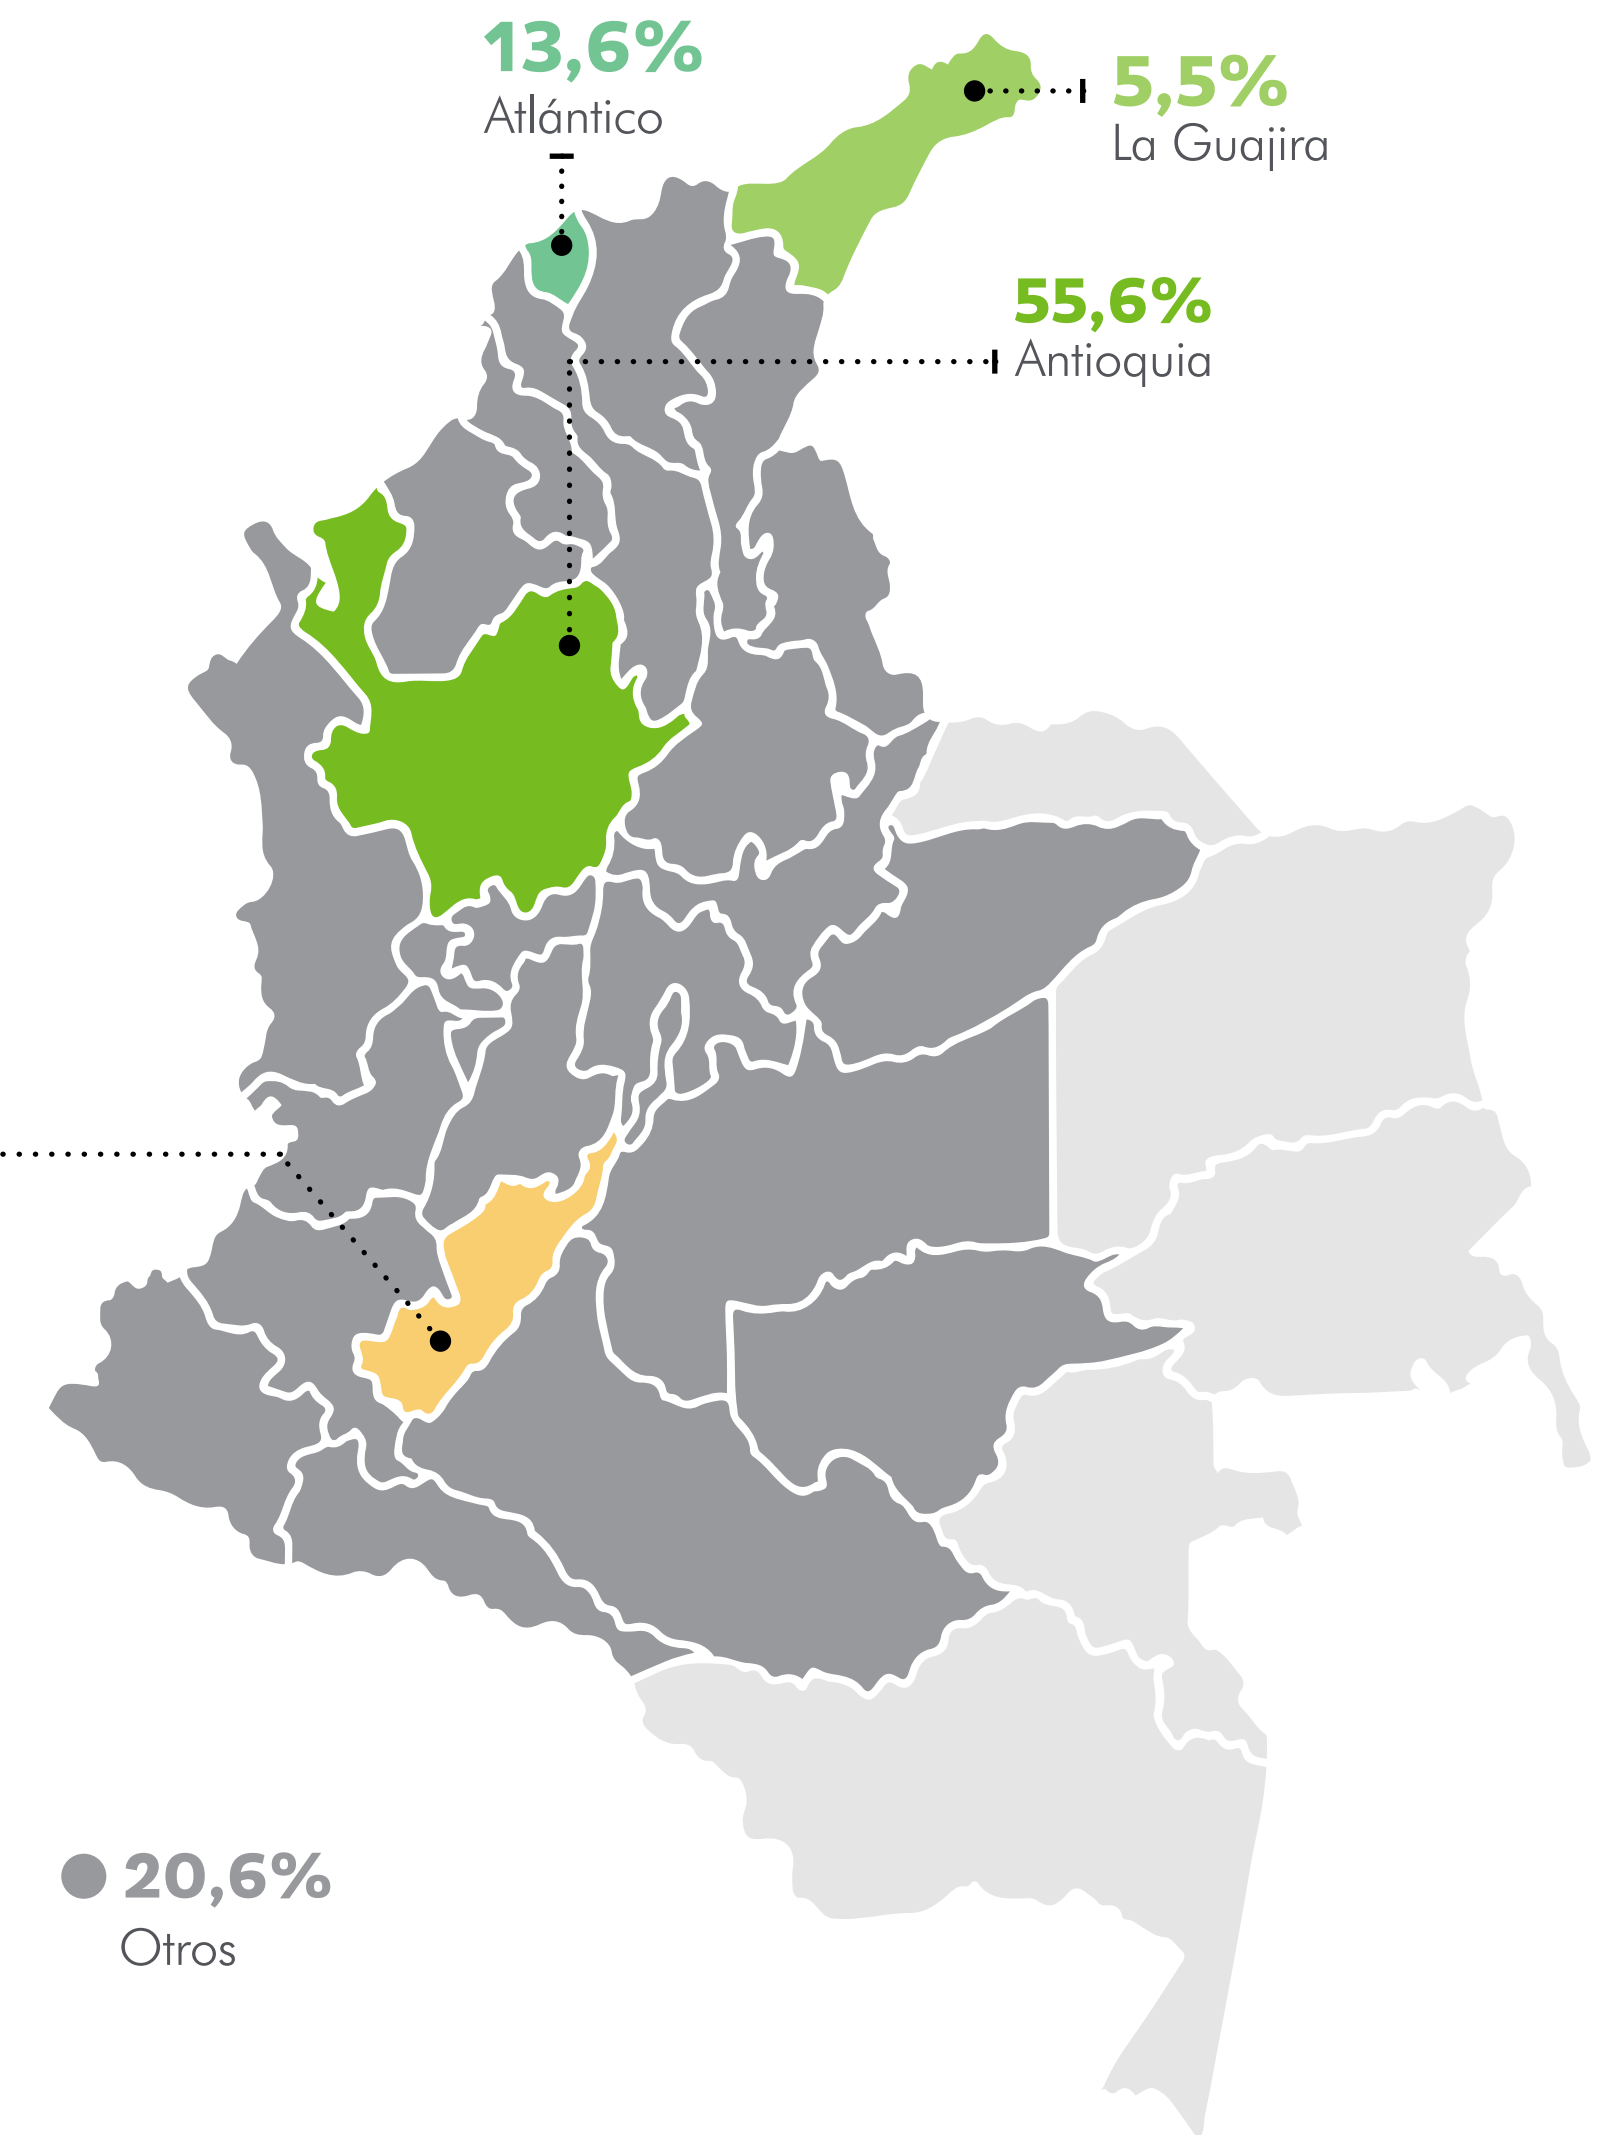 13,6%
Atlántico
5,5%
La Guajira
55,6%
Antioquia
20,6%
Otros